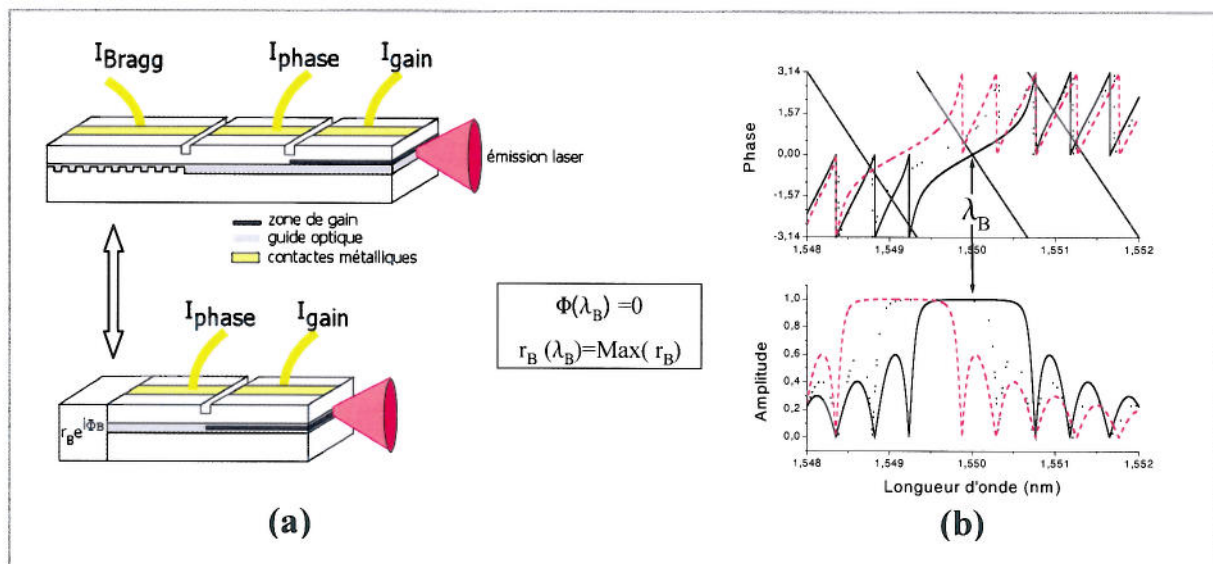 I_Bragg
I_phase
I_gain
émission laser
zone de gain
guide optique
contactes métalliques
I_phase
I_gain
r_B e^{iΦ_B}
(a)
Φ(λ_B) =0
r_B (λ_B)=Max( r_B)
Phase
3,14
1,57
0,00
-1,57
-3,14
λ_B
1,548
1,549
1,550
1,551
1,552
Amplitude
1,0
0,8
0,6
0,4
0,2
0,0
1,548
1,549
1,550
1,551
1,552
Longueur d'onde (nm)
(b)